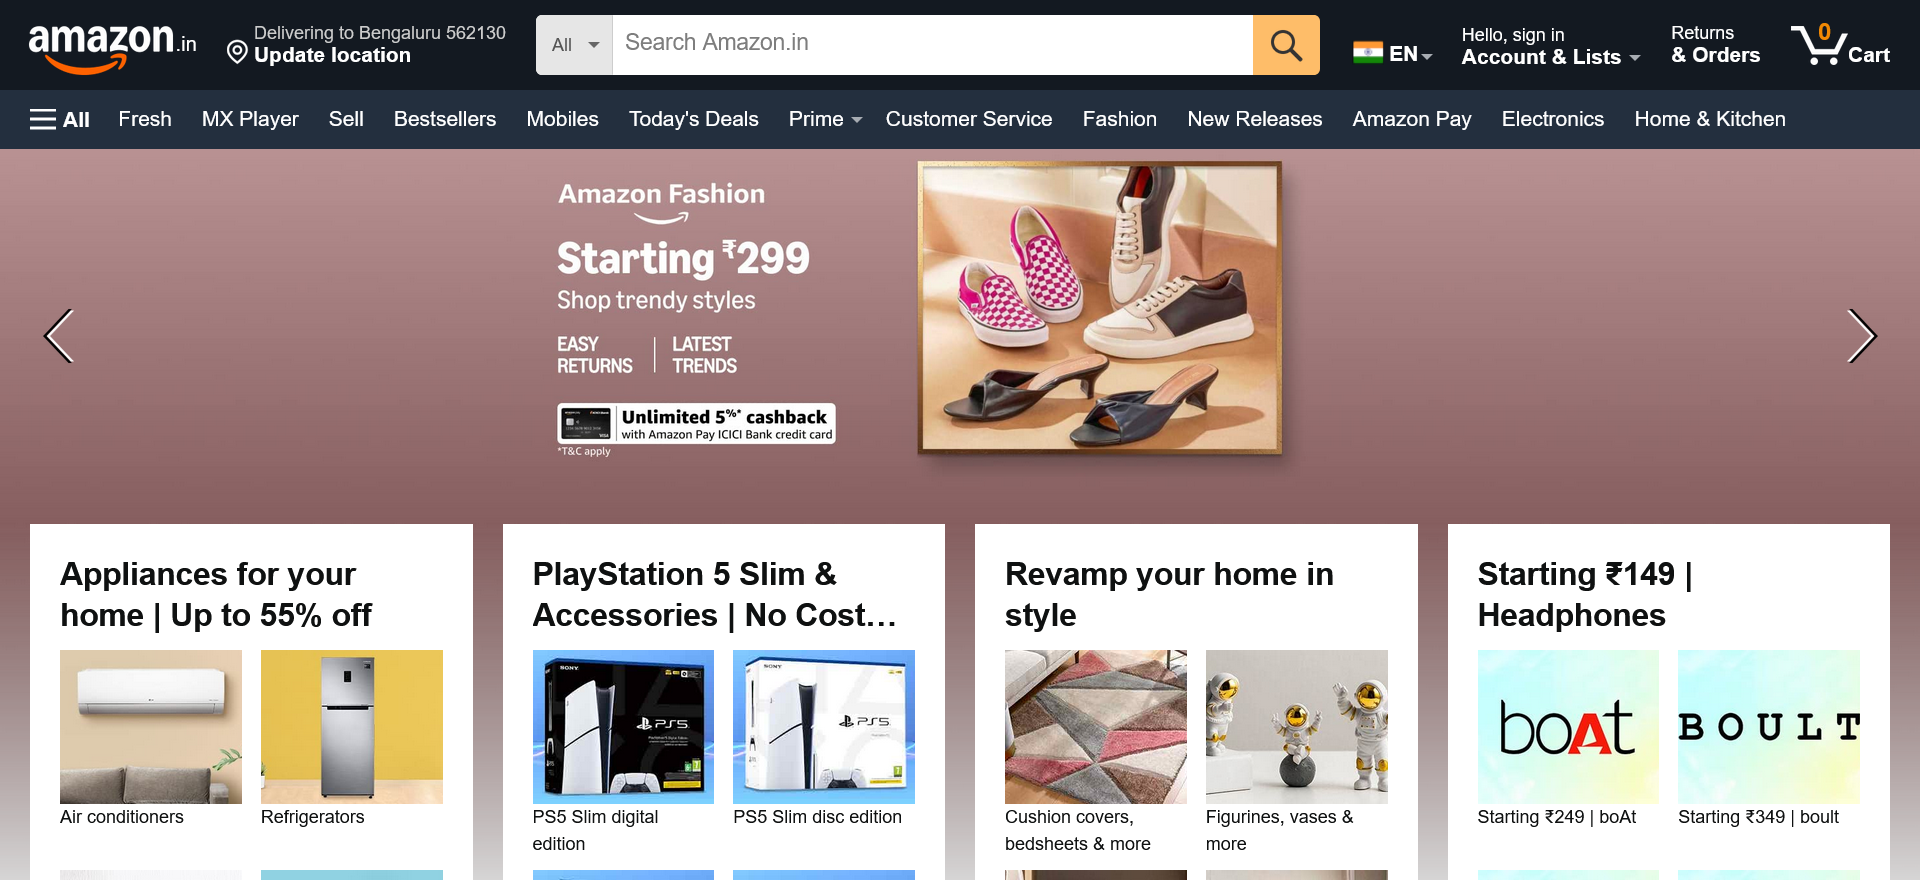 amazon.in
Delivering to Bengaluru 562130
Update location
All
Search Amazon.in
EN
Hello, sign in
Account & Lists
Returns
& Orders
0
Cart
All
Fresh
MX Player
Sell
Bestsellers
Mobiles
Today's Deals
Prime
Customer Service
Fashion
New Releases
Amazon Pay
Electronics
Home & Kitchen
Amazon Fashion
Starting ₹299
Shop trendy styles
EASY
RETURNS
LATEST
TRENDS
Unlimited 5%* cashback
with Amazon Pay ICICI Bank credit card
*T&C apply
Appliances for your
home | Up to 55% off
Air conditioners
Refrigerators
PlayStation 5 Slim &
Accessories | No Cost...
SONY
PS5
SONY
PS5
PS5 Slim digital
edition
PS5 Slim disc edition
Revamp your home in
style
Cushion covers,
bedsheets & more
Figurines, vases &
more
Starting ₹149 |
Headphones
boAt
BOULT
Starting ₹249 | boAt
Starting ₹349 | boult